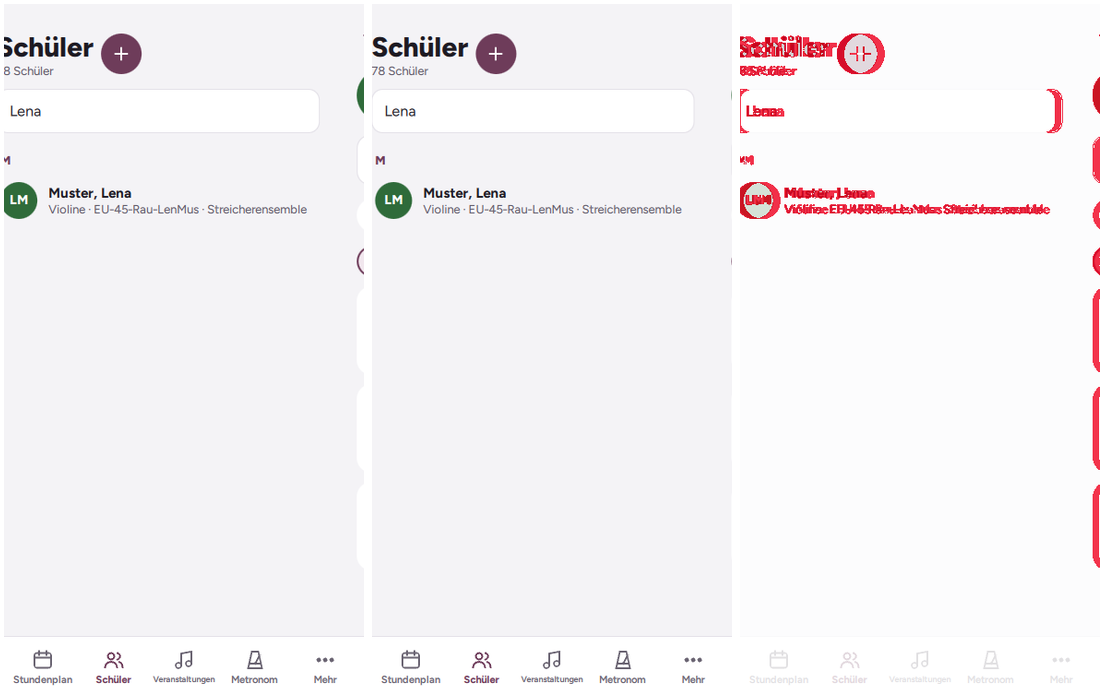 Schüler
8 Schüler
Lena
M
LM
Muster, Lena
Violine · EU-45-Rau-LenMus · Streicherensemble
Stundenplan Schüler Veranstaltungen Metronom Mehr
Schüler
78 Schüler
Lena
M
LM
Muster, Lena
Violine · EU-45-Rau-LenMus · Streicherensemble
Stundenplan Schüler Veranstaltungen Metronom Mehr
Stundenplan Schüler Veranstaltungen Metronom Mehr